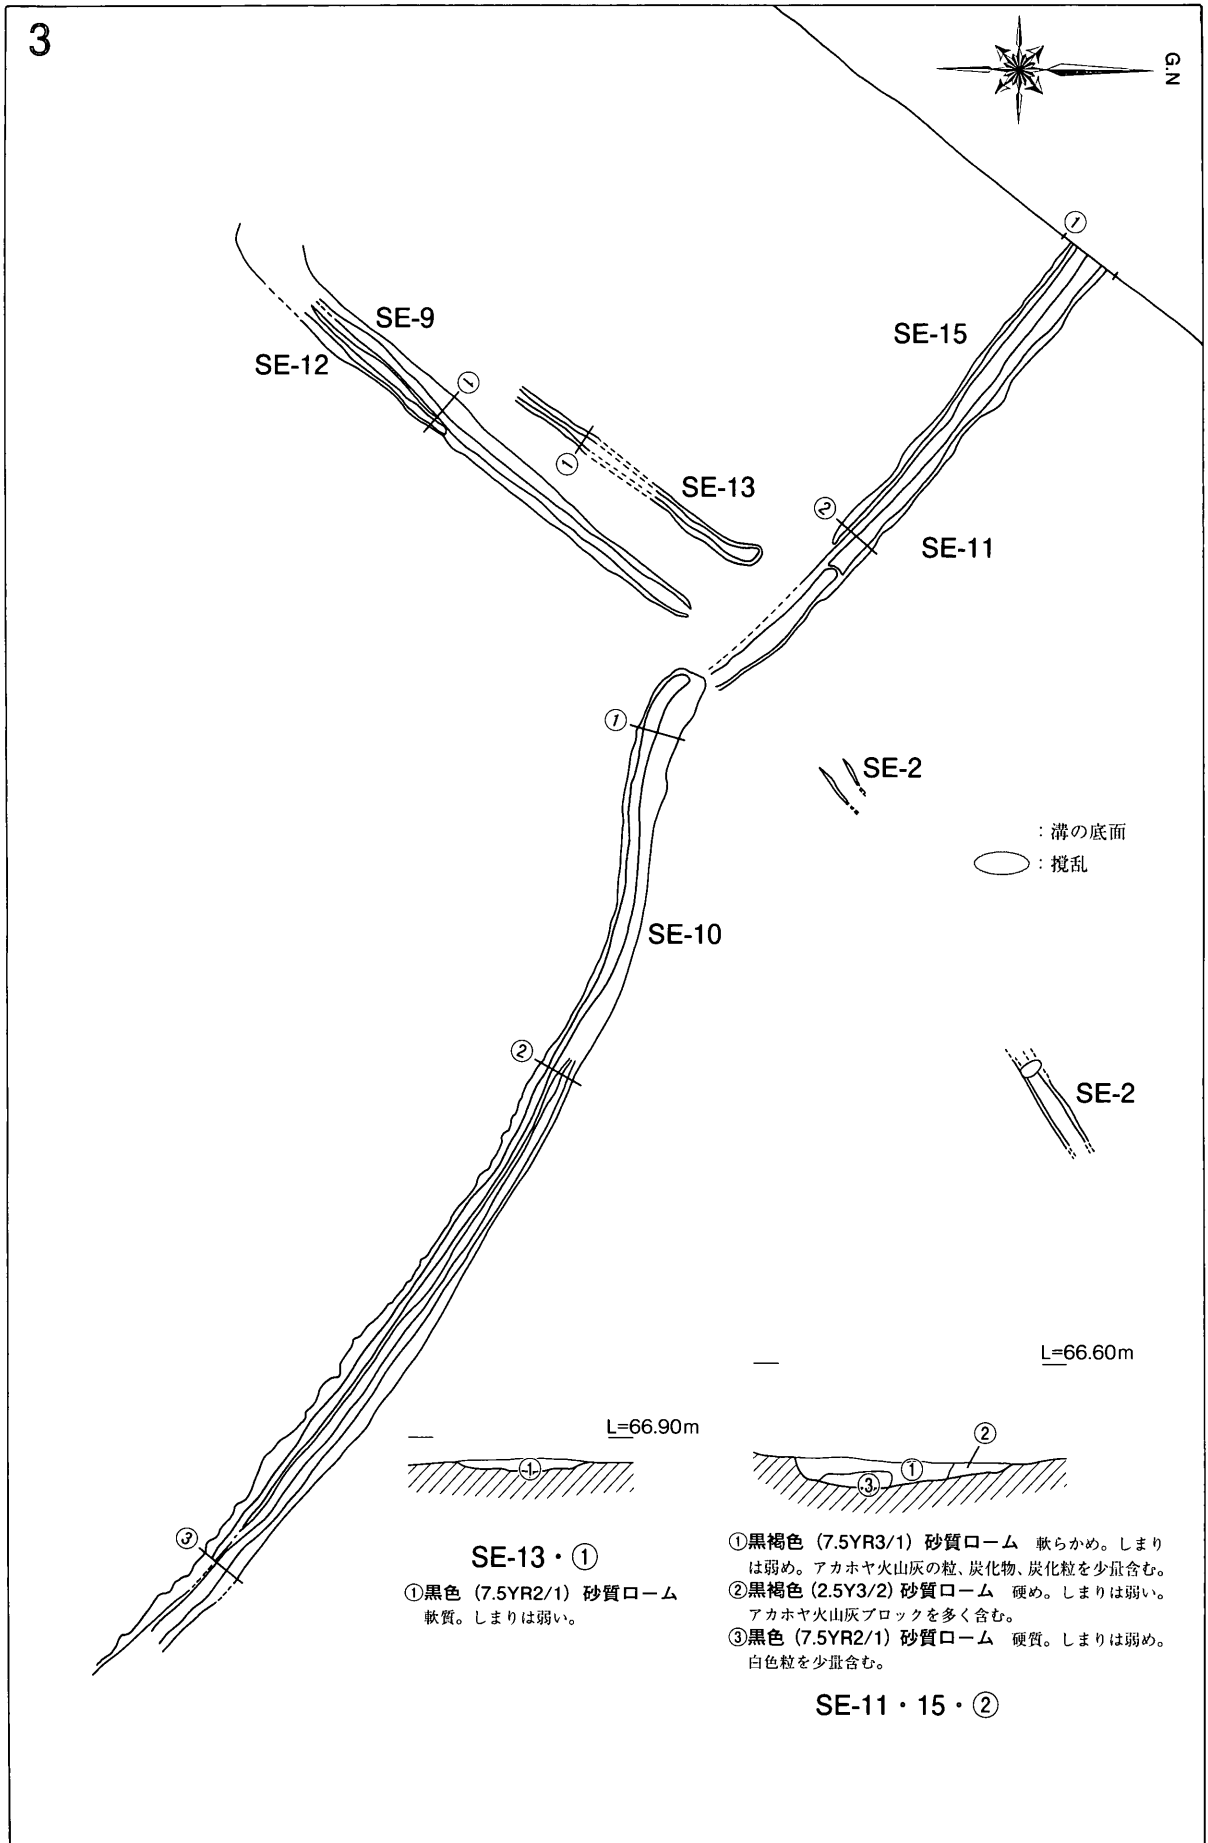 3
G.N
①
SE-15
SE-9
SE-12
①
①
SE-13
②
SE-11
①
SE-2
：溝の底面
：撹乱
SE-10
②
SE-2
③
L=66.60m
L=66.90m
①
②
①
③
SE-13・①
①黒色（7.5YR2/1）砂質ローム
軟質。しまりは弱い。
①黒褐色（7.5YR3/1）砂質ローム　軟らかめ。しまり
は弱め。アカホヤ火山灰の粒、炭化物、炭化粒を少量含む。
②黒褐色（2.5Y3/2）砂質ローム　硬め。しまりは弱い。
アカホヤ火山灰ブロックを多く含む。
③黒色（7.5YR2/1）砂質ローム　硬質。しまりは弱め。
白色粒を少量含む。
SE-11・15・②